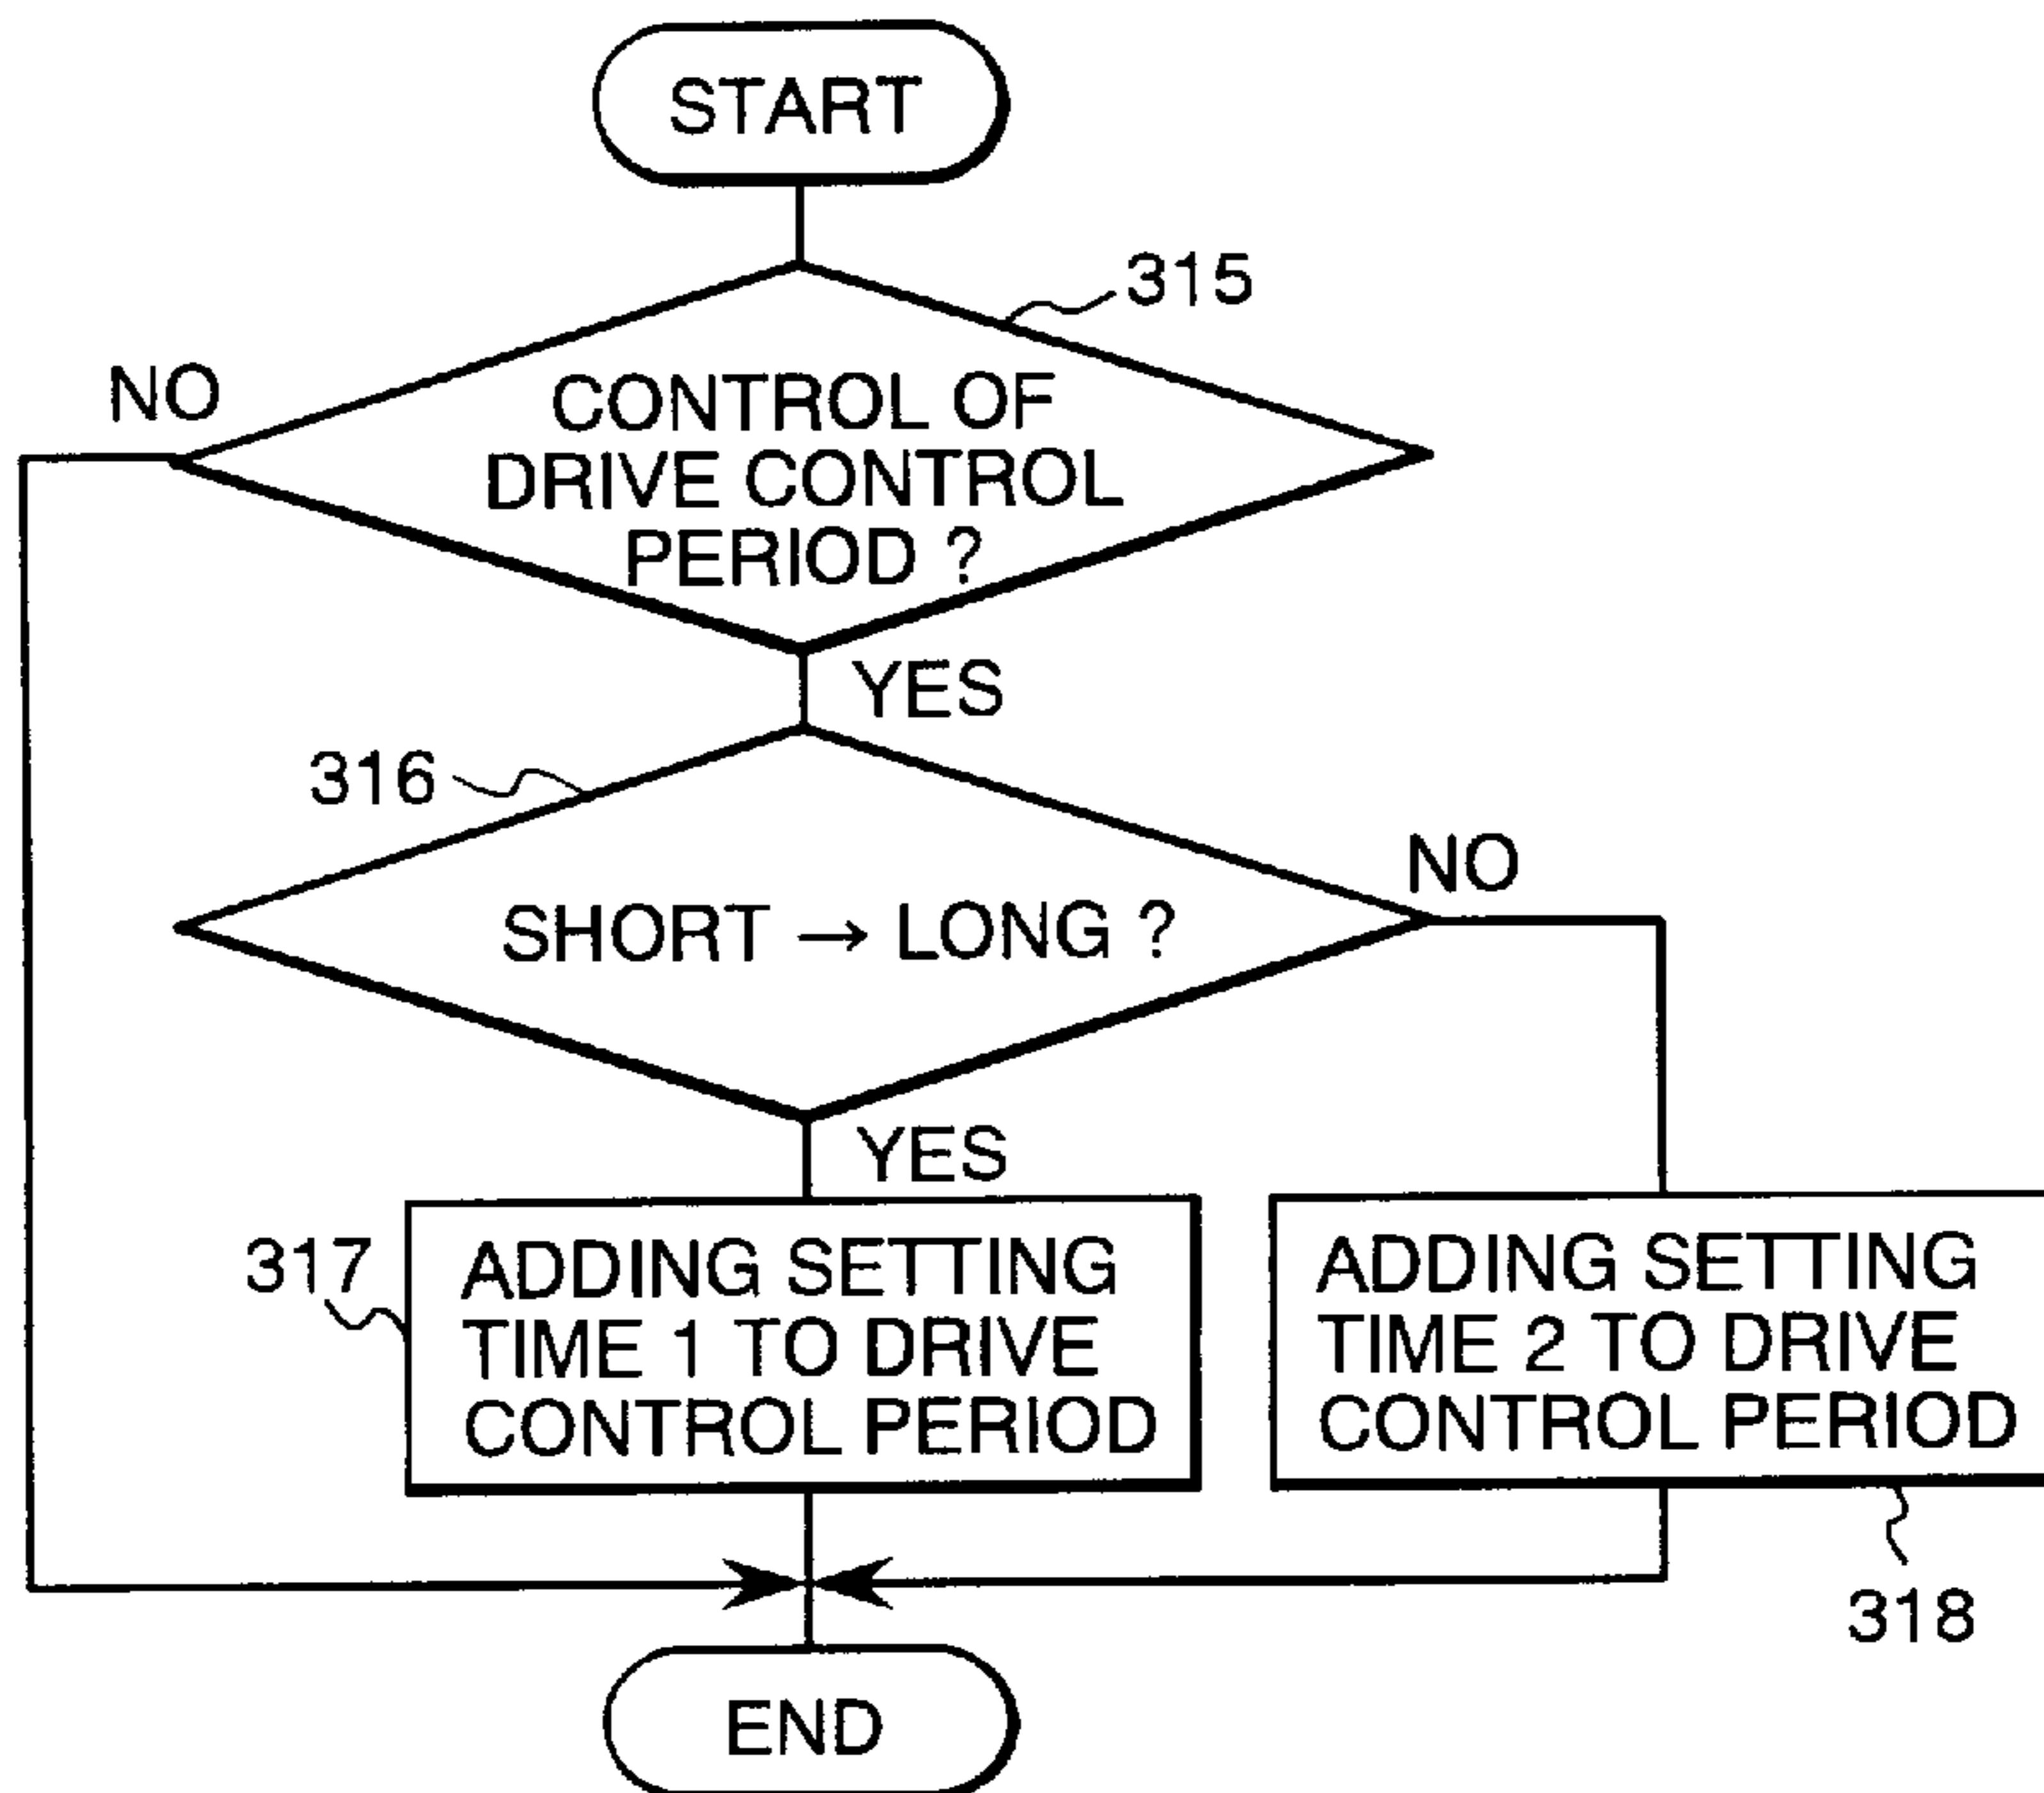 START
315
NO
CONTROL OF
DRIVE CONTROL
PERIOD ?
YES
316
NO
SHORT → LONG ?
YES
317
ADDING SETTING
TIME 1 TO DRIVE
CONTROL PERIOD
ADDING SETTING
TIME 2 TO DRIVE
CONTROL PERIOD
318
END